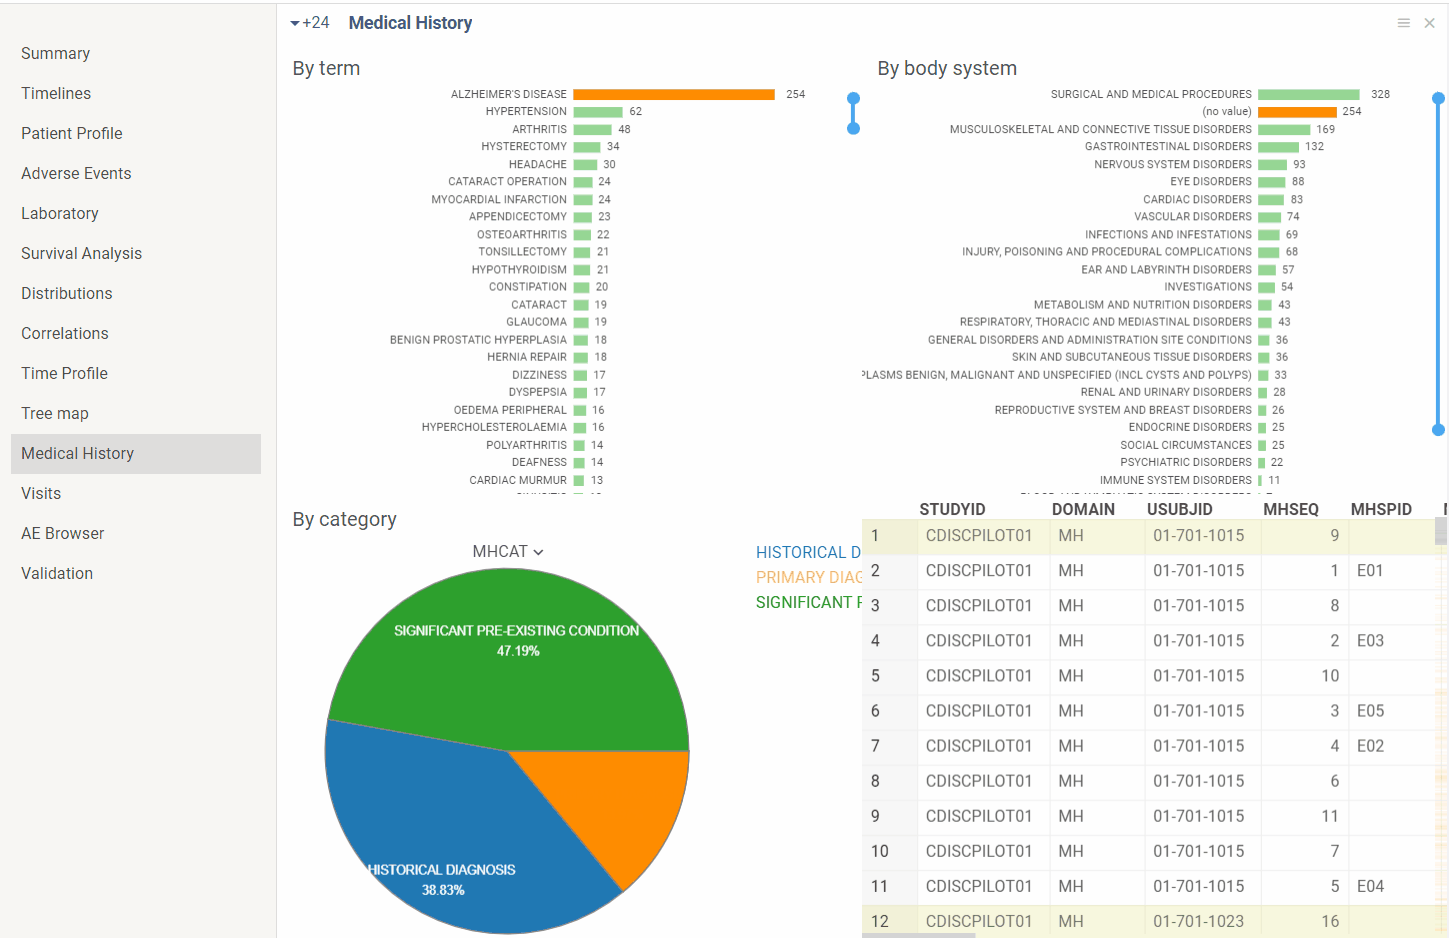 +24 Medical History
Summary
Timelines
Patient Profile
Adverse Events
Laboratory
Survival Analysis
Distributions
Correlations
Time Profile
Tree map
Medical History
Visits
AE Browser
Validation
By term
ALZHEIMER'S DISEASE 254
HYPERTENSION 62
ARTHRITIS 48
HYSTERECTOMY 34
HEADACHE 30
CATARACT OPERATION 24
MYOCARDIAL INFARCTION 24
APPENDICECTOMY 23
OSTEOARTHRITIS 22
TONSILLECTOMY 21
HYPOTHYROIDISM 21
CONSTIPATION 20
CATARACT 19
GLAUCOMA 19
BENIGN PROSTATIC HYPERPLASIA 18
HERNIA REPAIR 18
DIZZINESS 17
DYSPEPSIA 17
OEDEMA PERIPHERAL 16
HYPERCHOLESTEROLAEMIA 16
POLYARTHRITIS 14
DEAFNESS 14
CARDIAC MURMUR 13
By body system
SURGICAL AND MEDICAL PROCEDURES 328
(no value) 254
MUSCULOSKELETAL AND CONNECTIVE TISSUE DISORDERS 169
GASTROINTESTINAL DISORDERS 132
NERVOUS SYSTEM DISORDERS 93
EYE DISORDERS 88
CARDIAC DISORDERS 83
VASCULAR DISORDERS 74
INFECTIONS AND INFESTATIONS 69
INJURY, POISONING AND PROCEDURAL COMPLICATIONS 68
EAR AND LABYRINTH DISORDERS 57
INVESTIGATIONS 54
METABOLISM AND NUTRITION DISORDERS 43
RESPIRATORY, THORACIC AND MEDIASTINAL DISORDERS 43
GENERAL DISORDERS AND ADMINISTRATION SITE CONDITIONS 36
SKIN AND SUBCUTANEOUS TISSUE DISORDERS 36
PLASMS BENIGN, MALIGNANT AND UNSPECIFIED (INCL CYSTS AND POLYPS) 33
RENAL AND URINARY DISORDERS 28
REPRODUCTIVE SYSTEM AND BREAST DISORDERS 26
ENDOCRINE DISORDERS 25
SOCIAL CIRCUMSTANCES 25
PSYCHIATRIC DISORDERS 22
IMMUNE SYSTEM DISORDERS 11
By category
MHCAT
HISTORICAL D
PRIMARY DIAG
SIGNIFICANT P
SIGNIFICANT PRE-EXISTING CONDITION
47.19%
HISTORICAL DIAGNOSIS
38.83%
STUDYID DOMAIN USUBJID MHSEQ MHSPID
1 CDISCPILOT01 MH 01-701-1015 9
2 CDISCPILOT01 MH 01-701-1015 1 E01
3 CDISCPILOT01 MH 01-701-1015 8
4 CDISCPILOT01 MH 01-701-1015 2 E03
5 CDISCPILOT01 MH 01-701-1015 10
6 CDISCPILOT01 MH 01-701-1015 3 E05
7 CDISCPILOT01 MH 01-701-1015 4 E02
8 CDISCPILOT01 MH 01-701-1015 6
9 CDISCPILOT01 MH 01-701-1015 11
10 CDISCPILOT01 MH 01-701-1015 7
11 CDISCPILOT01 MH 01-701-1015 5 E04
12 CDISCPILOT01 MH 01-701-1023 16